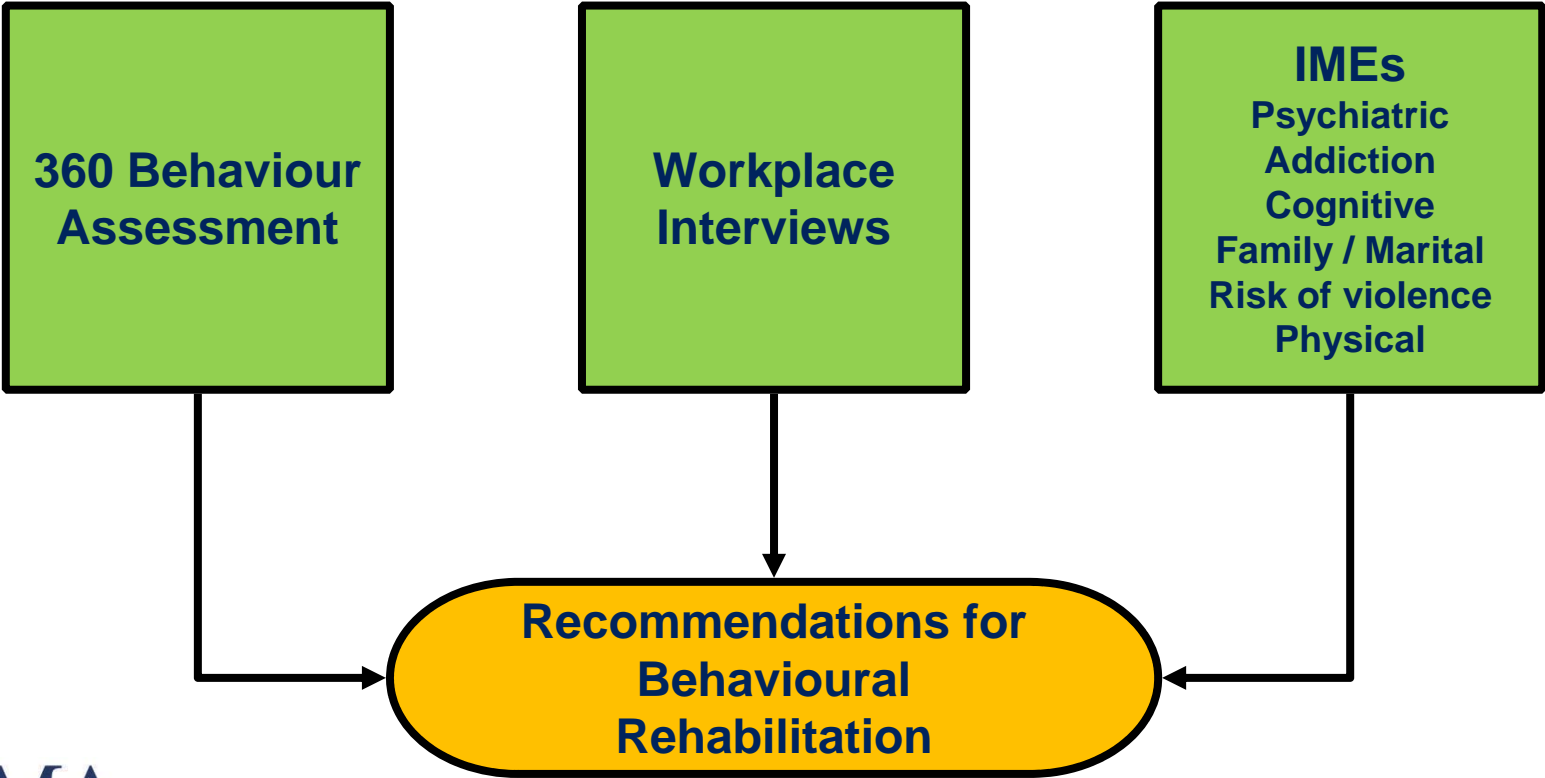 360 Behaviour
Assessment
Workplace
Interviews
IMEs
Psychiatric
Addiction
Cognitive
Family / Marital
Risk of violence
Physical
Recommendations for
Behavioural
Rehabilitation